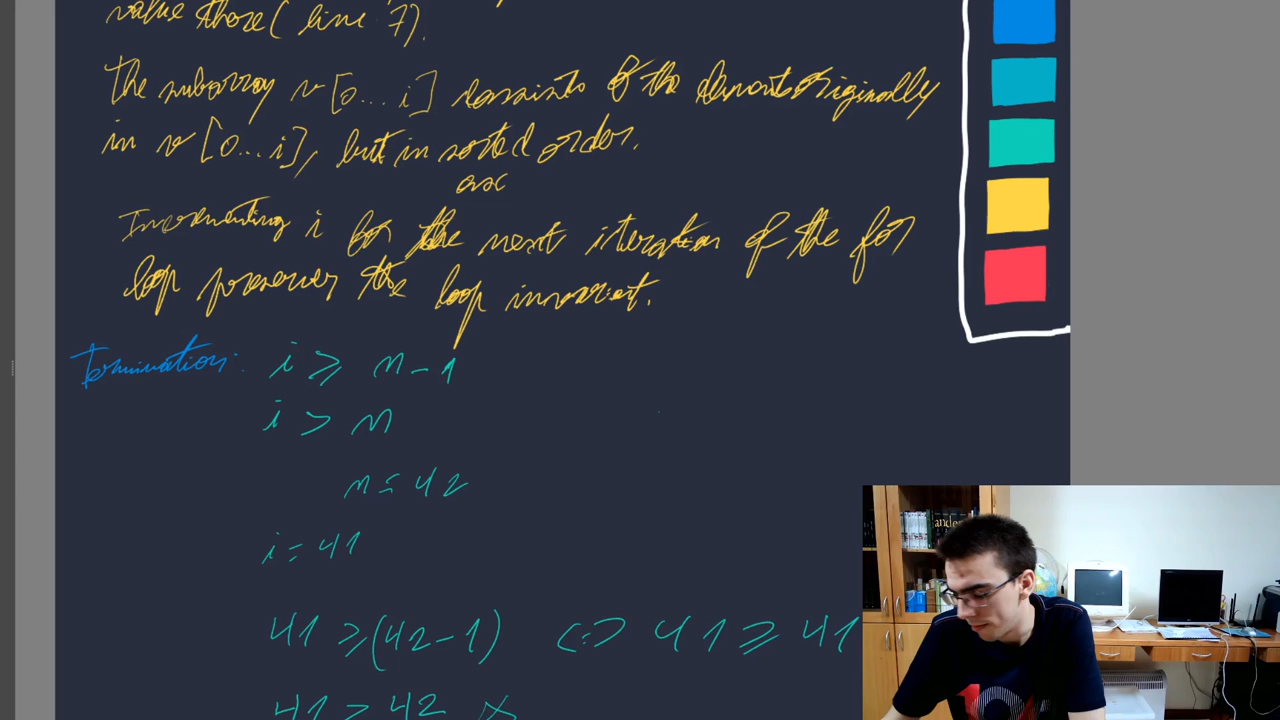 value those (line 7).
The subarray v[0...i] consists of the elements originally
in v[0...i], but in sorted order.
asc
Incrementing i for the next iteration of the for
loop preserves the loop invariant.
Termination: i ≥ n - 1
i > n
n = 42
i = 41
41 ≥ (42-1) <=> 41 ≥ 41
41 > 42 x